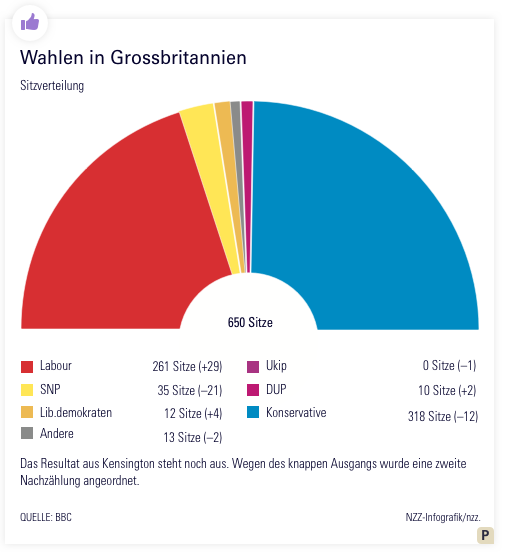 Wahlen in Grossbritannien
Sitzverteilung
650 Sitze
Labour 261 Sitze (+29)
SNP 35 Sitze (–21)
Lib.demokraten 12 Sitze (+4)
Andere 13 Sitze (–2)
Ukip 0 Sitze (–1)
DUP 10 Sitze (+2)
Konservative 318 Sitze (–12)
Das Resultat aus Kensington steht noch aus. Wegen des knappen Ausgangs wurde eine zweite
Nachzählung angeordnet.
QUELLE: BBC NZZ-Infografik/nzz.
P